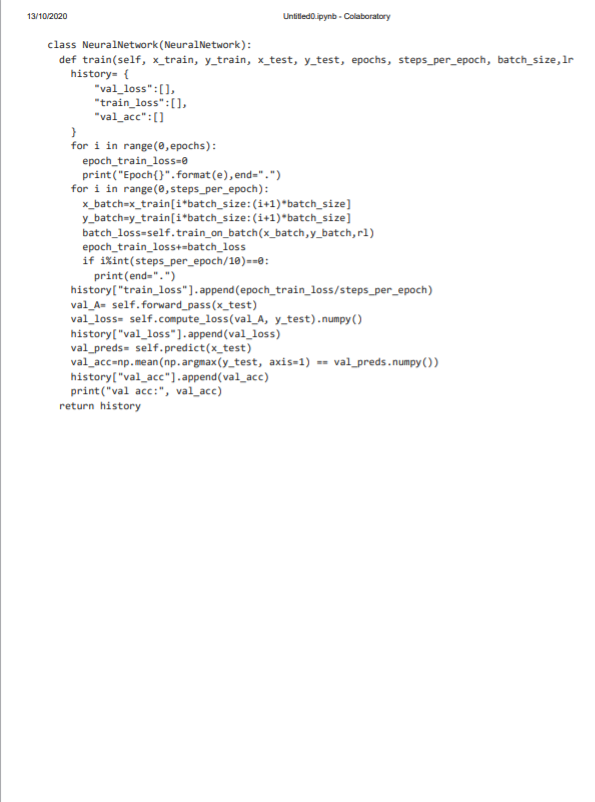 13/10/2020 Untitled0.ipynb - Colaboratory
class NeuralNetwork(NeuralNetwork):
  def train(self, x_train, y_train, x_test, y_test, epochs, steps_per_epoch, batch_size,lr
    history= {
        "val_loss":[],
        "train_loss":[],
        "val_acc":[]
    }
    for i in range(0,epochs):
      epoch_train_loss=0
      print("Epoch{}".format(e),end=".")
    for i in range(0,steps_per_epoch):
      x_batch=x_train[i*batch_size:(i+1)*batch_size]
      y_batch=y_train[i*batch_size:(i+1)*batch_size]
      batch_loss=self.train_on_batch(x_batch,y_batch,rl)
      epoch_train_loss+=batch_loss
      if i%int(steps_per_epoch/10)==0:
        print(end=".")
    history["train_loss"].append(epoch_train_loss/steps_per_epoch)
    val_A= self.forward_pass(x_test)
    val_loss= self.compute_loss(val_A, y_test).numpy()
    history["val_loss"].append(val_loss)
    val_preds= self.predict(x_test)
    val_acc=np.mean(np.argmax(y_test, axis=1) == val_preds.numpy())
    history["val_acc"].append(val_acc)
    print("val acc:", val_acc)
  return history